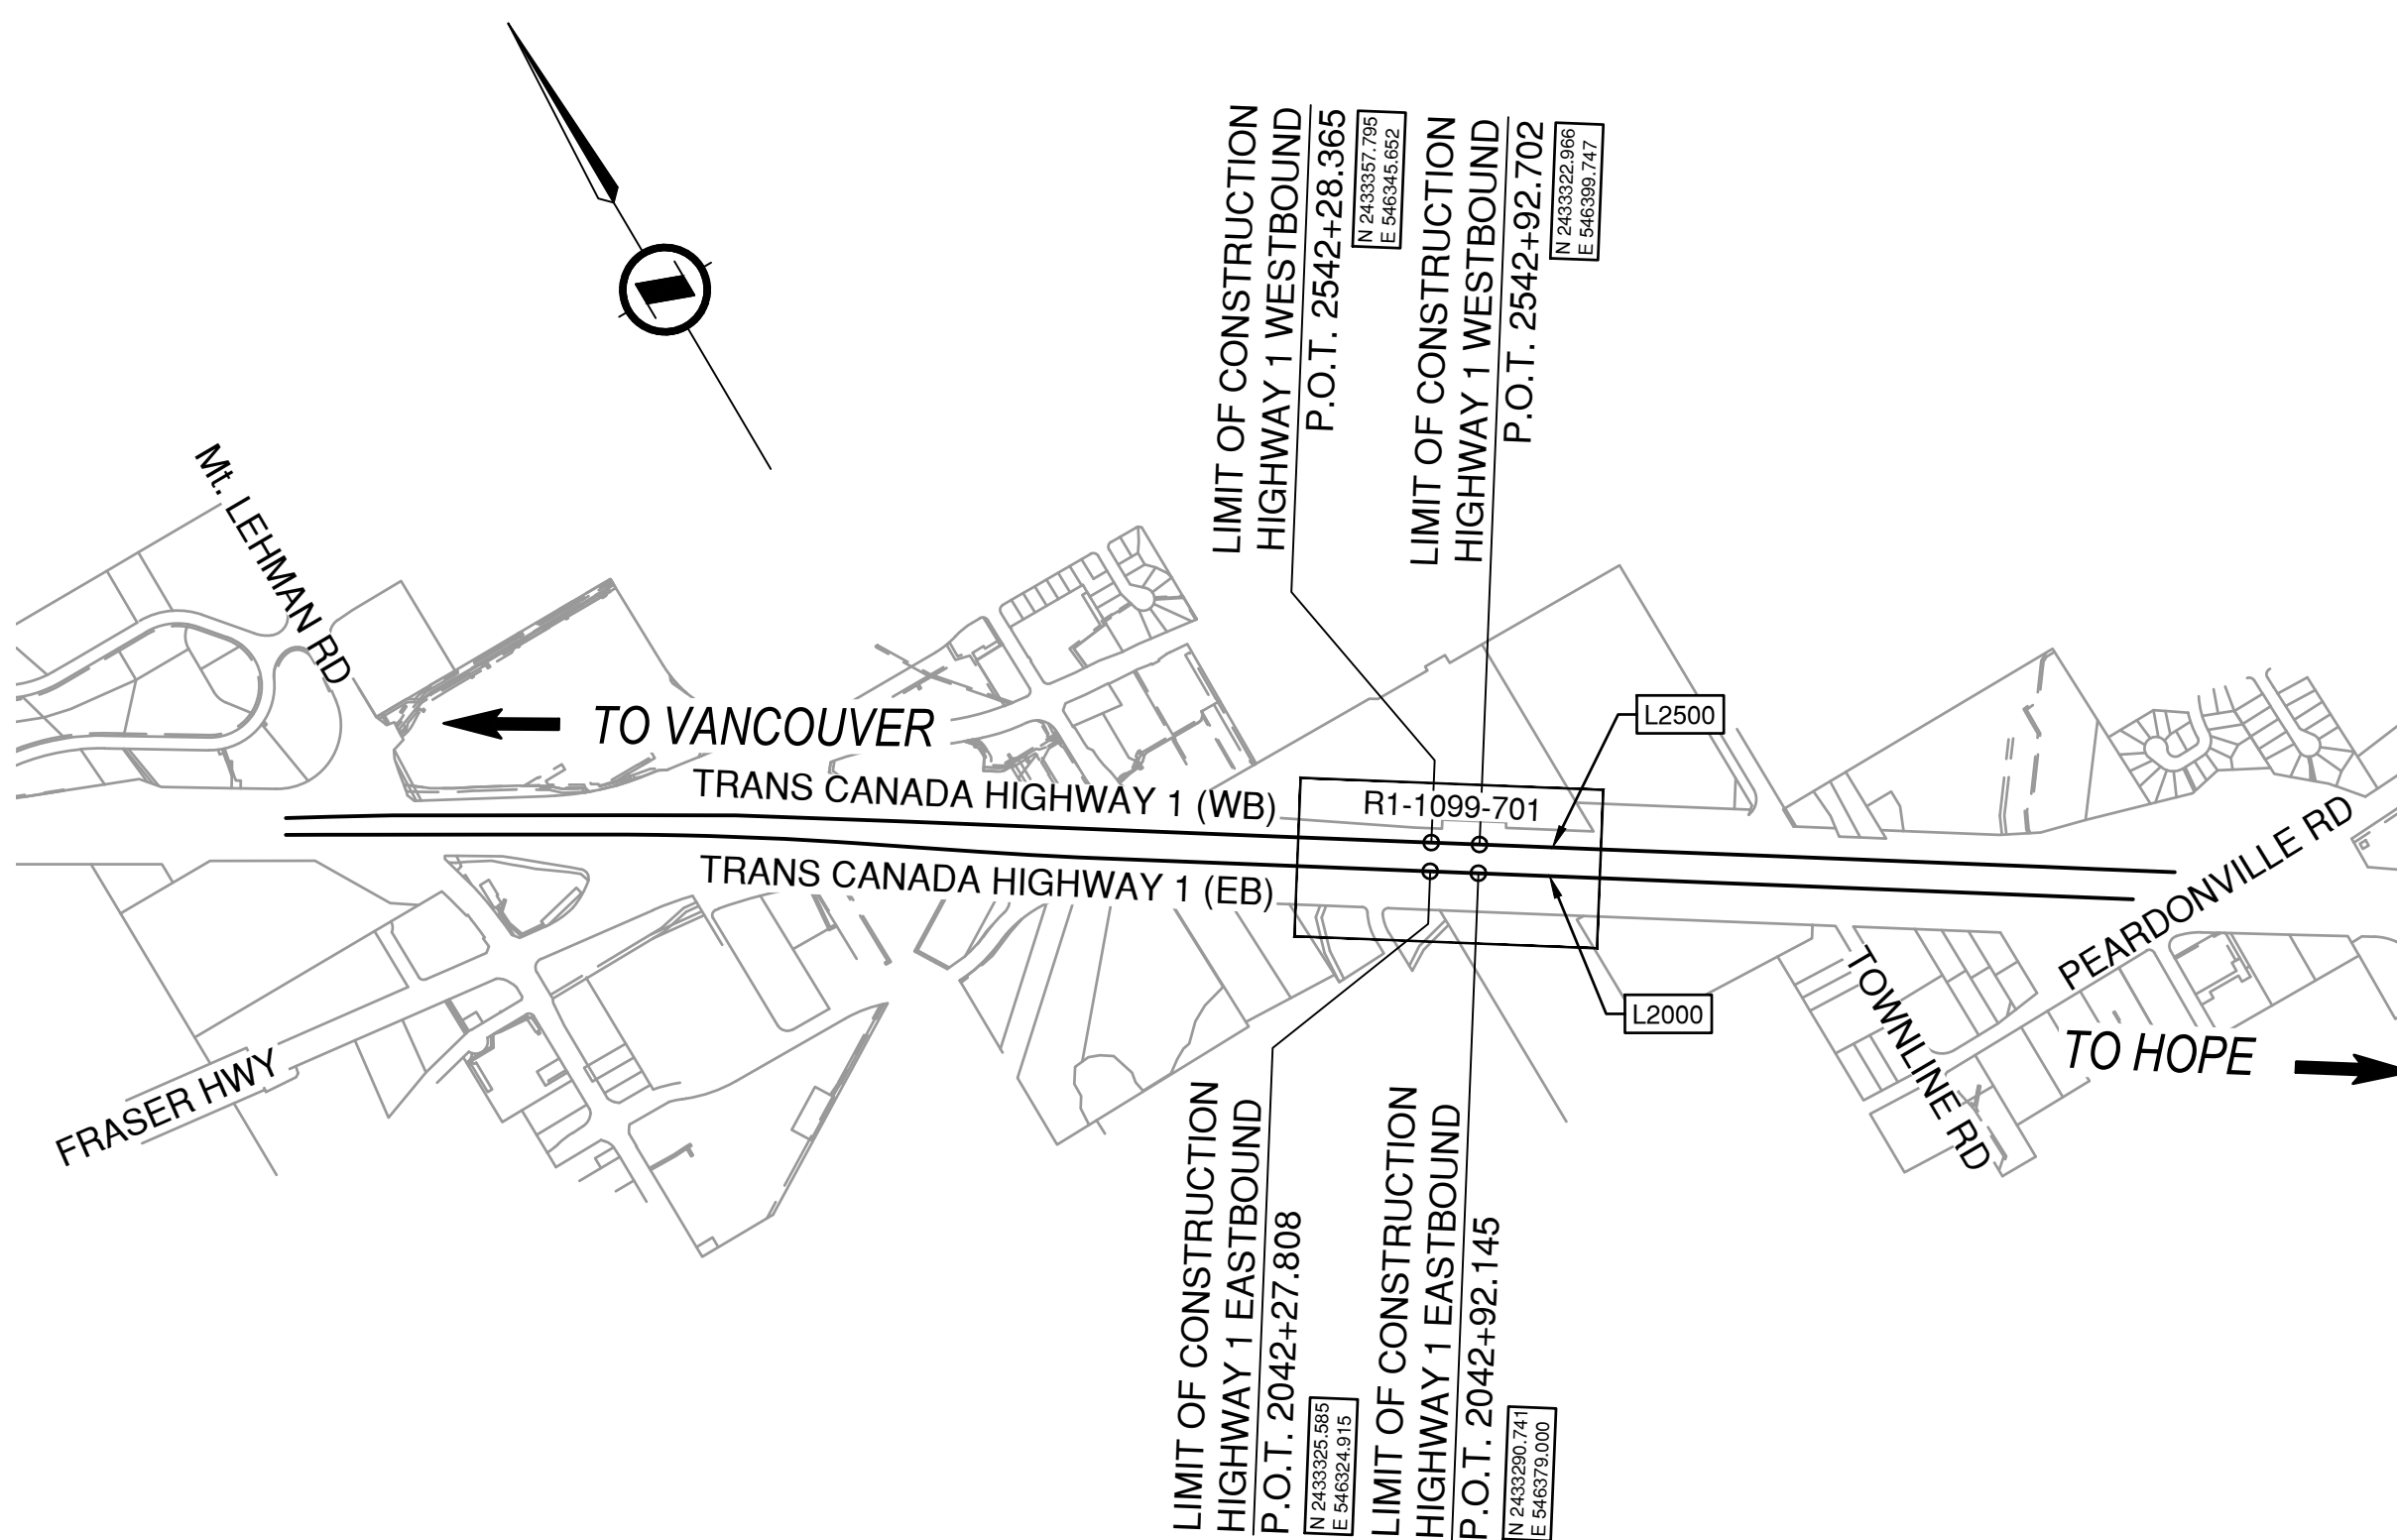 LIMIT OF CONSTRUCTION
HIGHWAY 1 WESTBOUND
P.O.T. 2542+28.365
N 2433357.795
E 546345.652
LIMIT OF CONSTRUCTION
HIGHWAY 1 WESTBOUND
P.O.T. 2542+92.702
N 2433322.966
E 546399.747
Mt. LEHMAN RD
TO VANCOUVER
L2500
TRANS CANADA HIGHWAY 1 (WB)
R1-1099-701
TRANS CANADA HIGHWAY 1 (EB)
PEARDONVILLE RD
L2000
TOWNLINE RD
TO HOPE
FRASER HWY
LIMIT OF CONSTRUCTION
HIGHWAY 1 EASTBOUND
P.O.T. 2042+27.808
N 2433325.585
E 546324.915
LIMIT OF CONSTRUCTION
HIGHWAY 1 EASTBOUND
P.O.T. 2042+92.145
N 2433290.741
E 546379.000